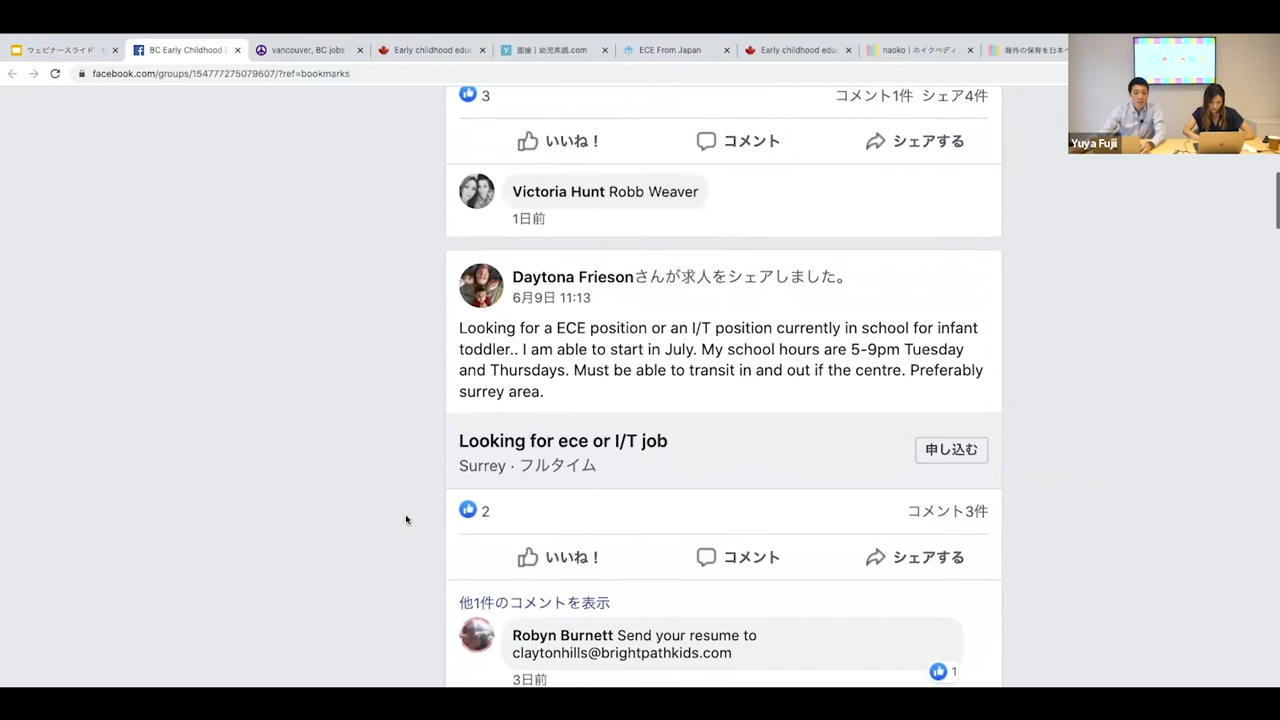 ウェビナースライド
BC Early Childhood E
vancouver, BC jobs
Early childhood educ
面接 | 幼児英語.com
ECE From Japan
Early childhood educ
naoko | ホイクペディ
海外の保育を日本へ
facebook.com/groups/154777275079607/?ref=bookmarks
Yuya Fujii
3
コメント1件 シェア4件
いいね！
コメント
シェアする
Victoria Hunt Robb Weaver
1日前
Daytona Friesonさんが求人をシェアしました。
6月9日 11:13
Looking for a ECE position or an I/T position currently in school for infant
toddler.. I am able to start in July. My school hours are 5-9pm Tuesday
and Thursdays. Must be able to transit in and out if the centre. Preferably
surrey area.
Looking for ece or I/T job
Surrey · フルタイム
申し込む
2
コメント3件
いいね！
コメント
シェアする
他1件のコメントを表示
Robyn Burnett Send your resume to
claytonhills@brightpathkids.com
1
3日前